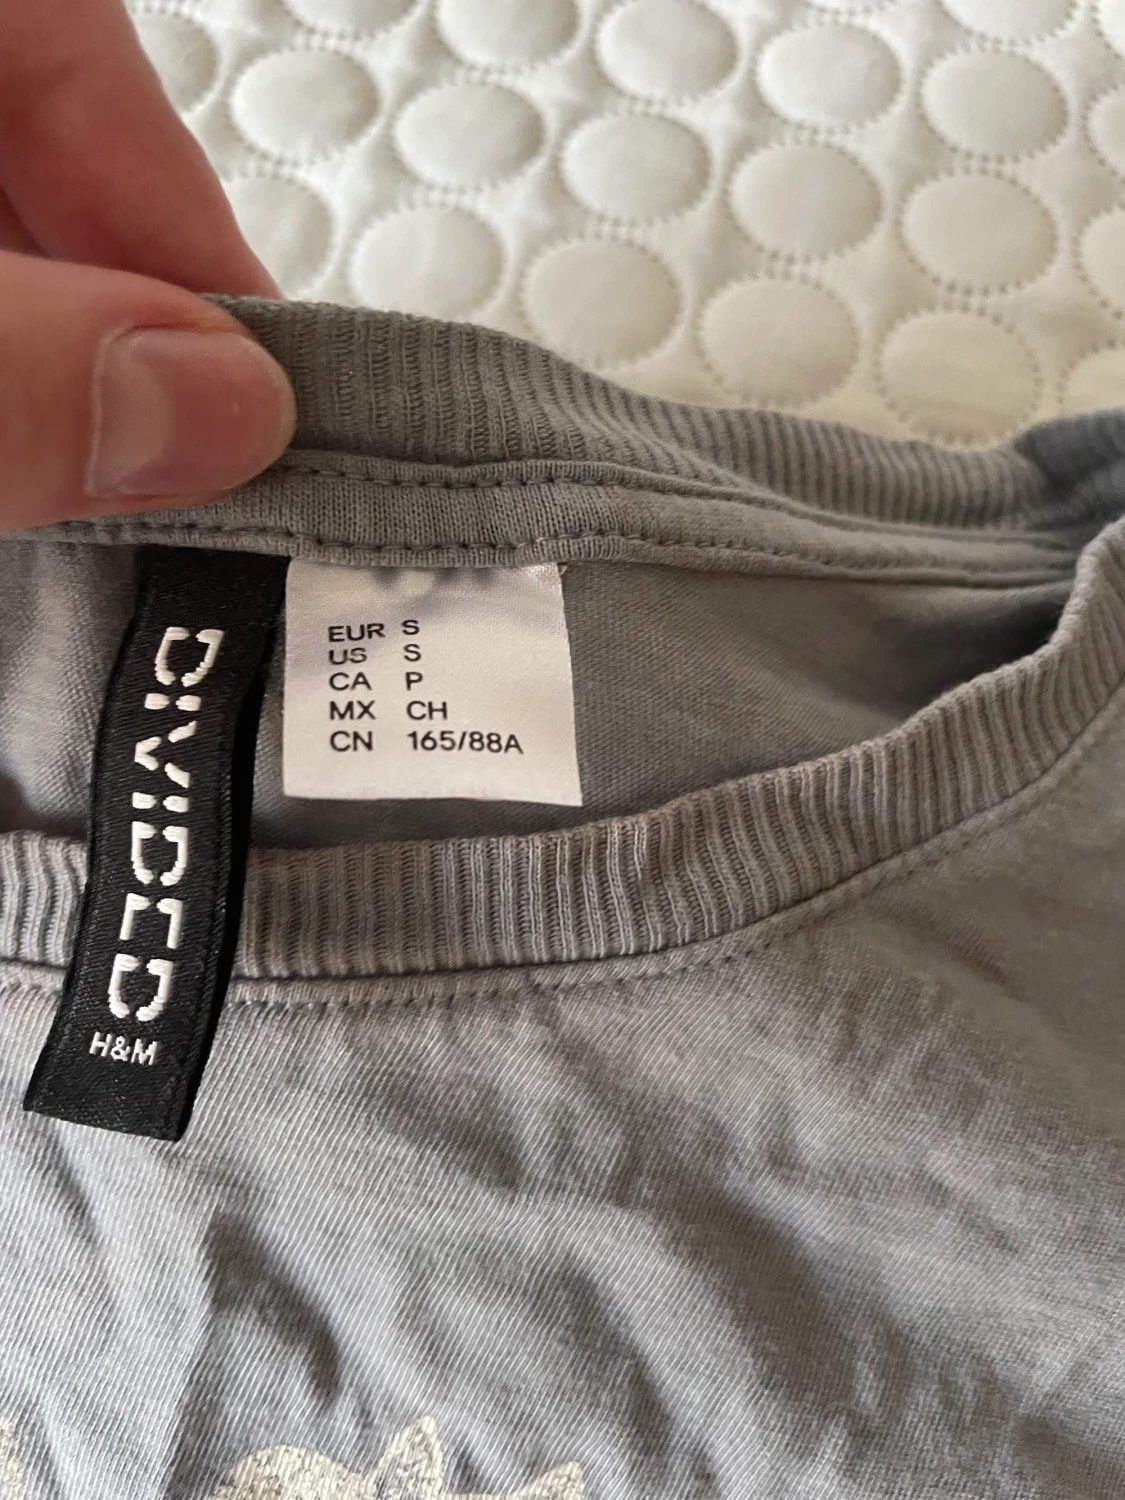 DIVIDED
H&M
EUR S
US S
CA P
MX CH
CN 165/88A